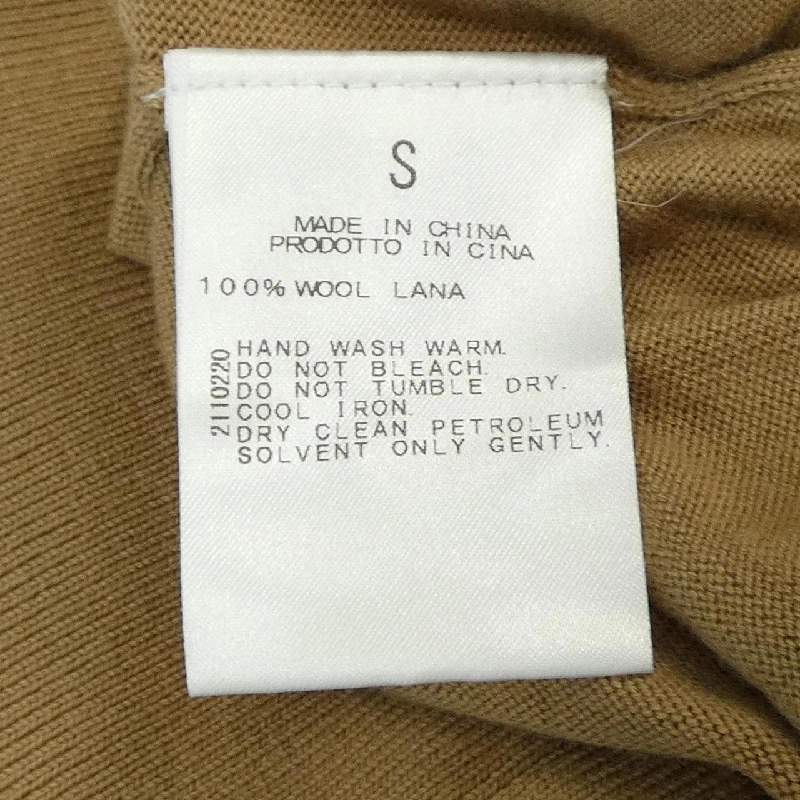 S
MADE IN CHINA
PRODOTTO IN CINA
100% WOOL LANA
HAND WASH WARM.
DO NOT BLEACH.
DO NOT TUMBLE DRY.
COOL IRON.
DRY CLEAN PETROLEUM
SOLVENT ONLY GENTLY.
2110220